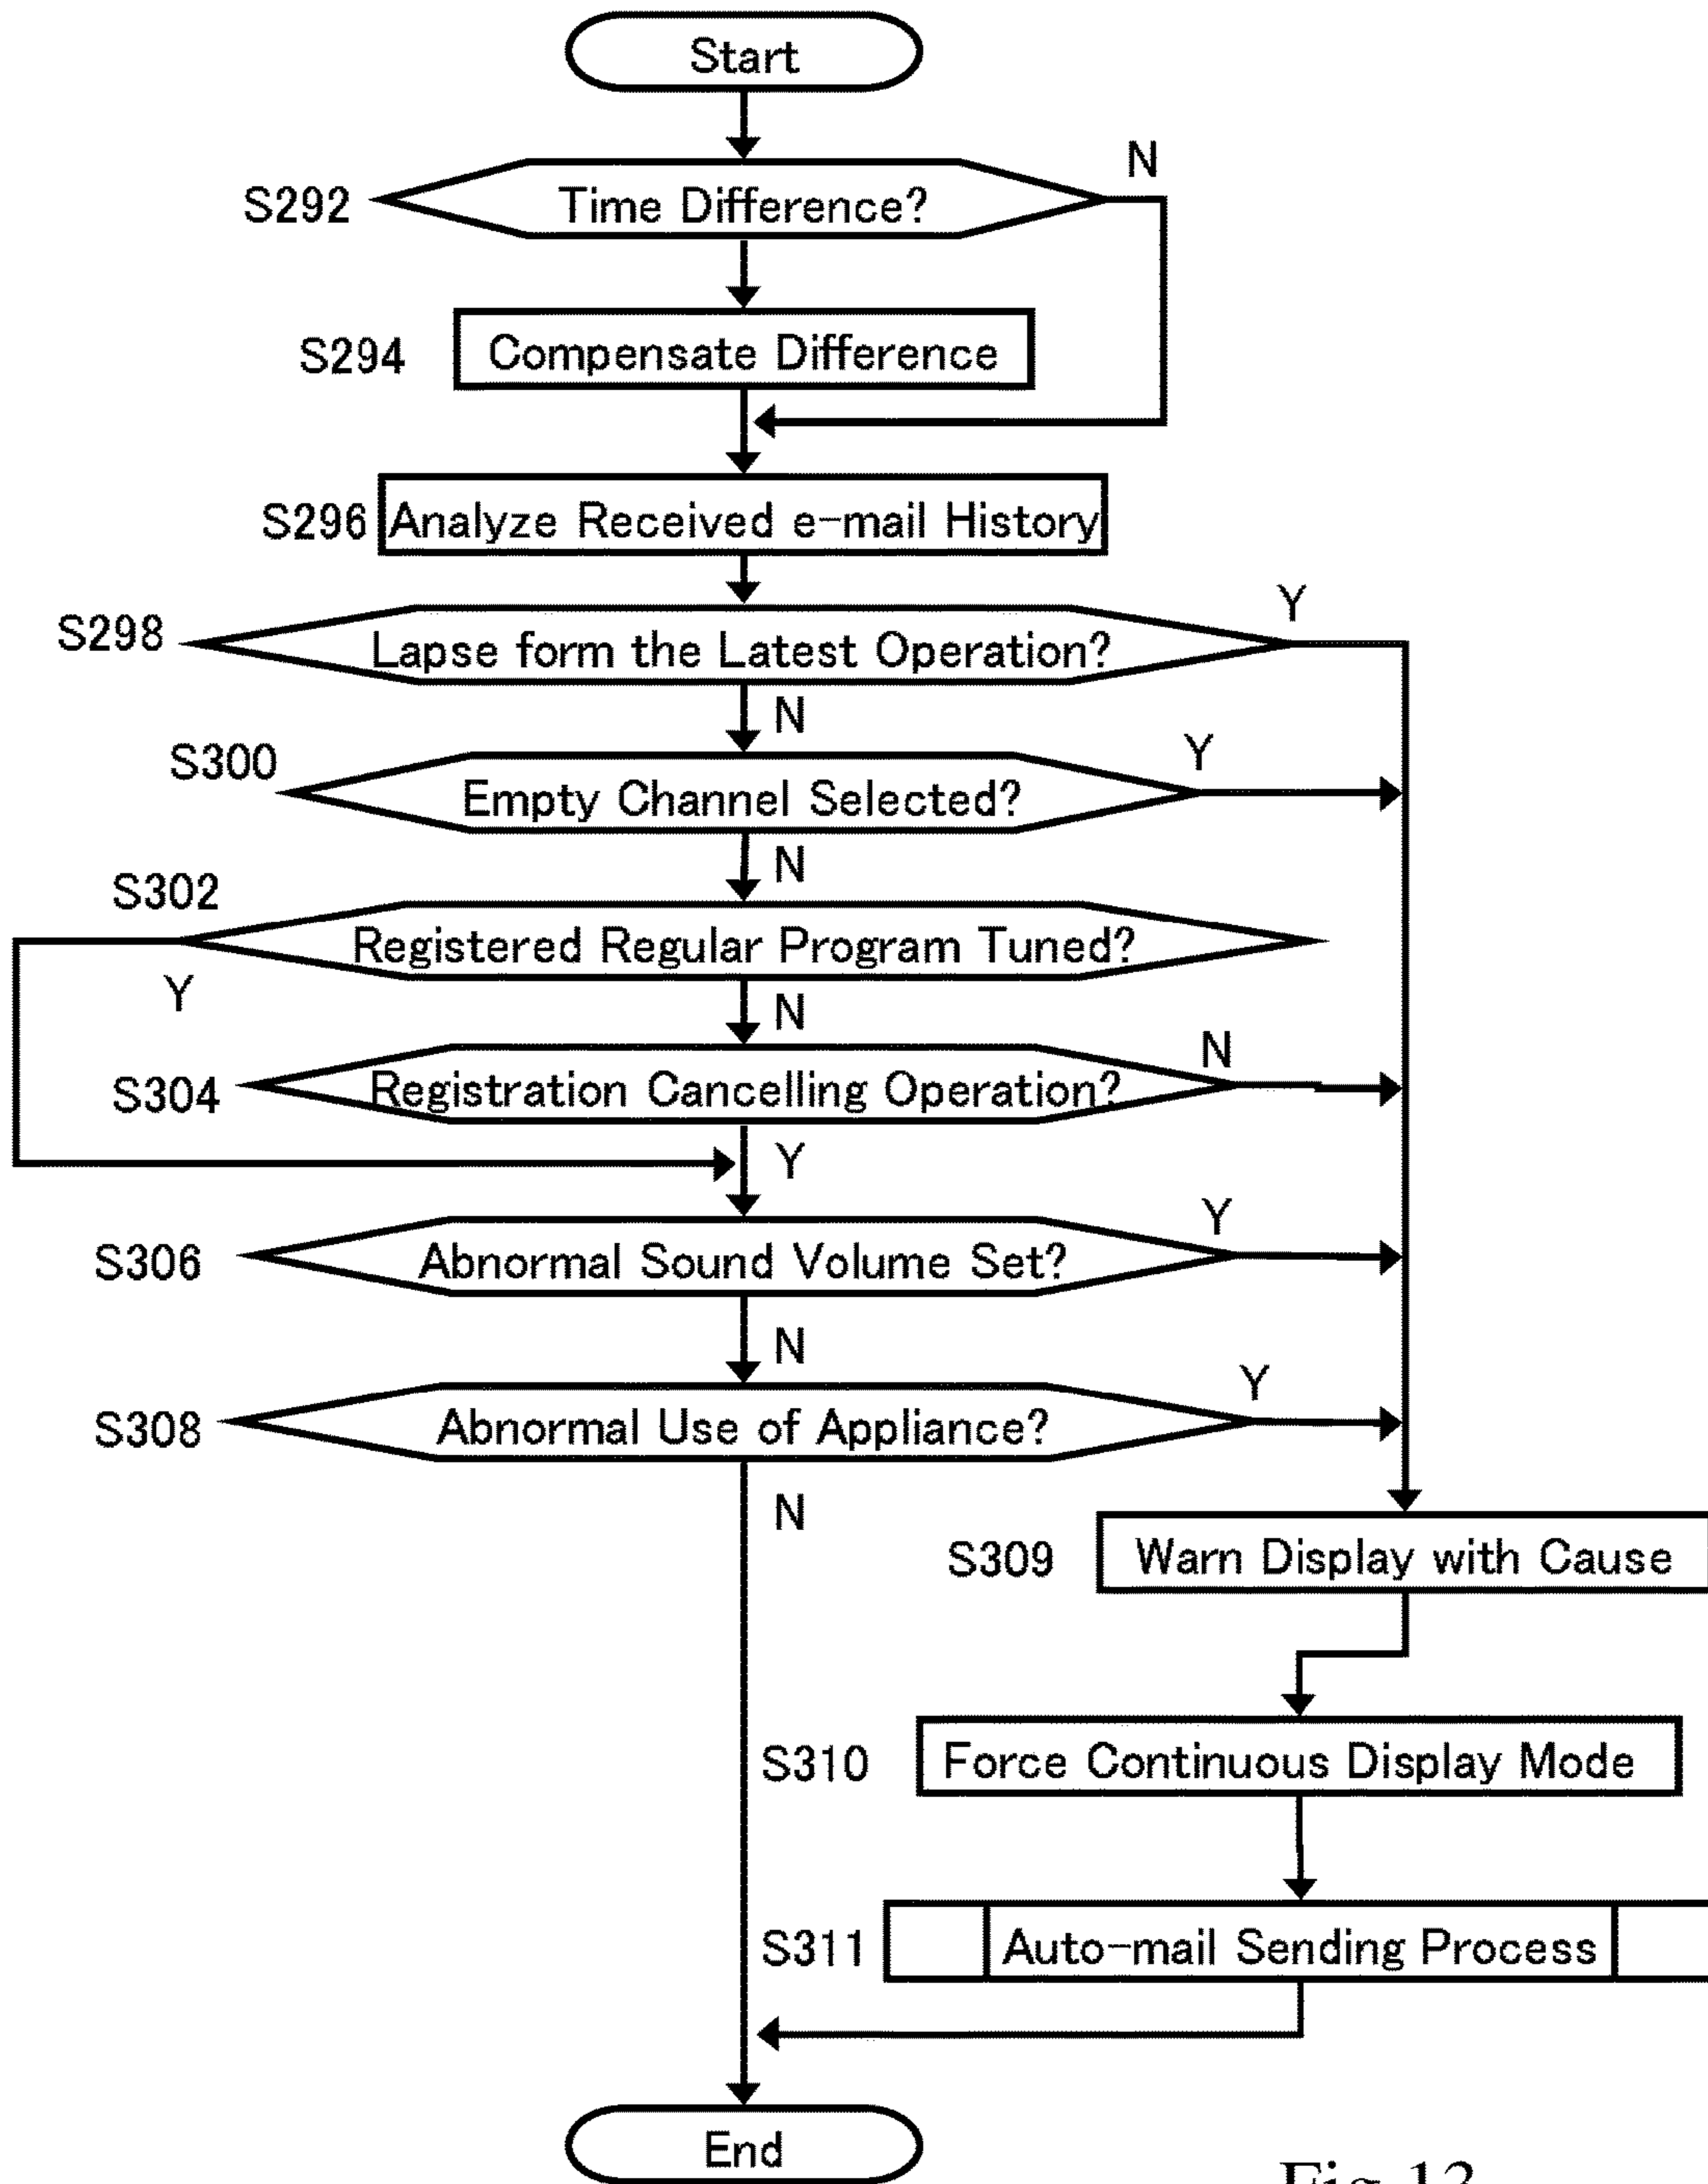 Start
N
S292 Time Difference?
S294 Compensate Difference
S296 Analyze Received e-mail History
Y
S298 Lapse form the Latest Operation?
N
S300 Empty Channel Selected? Y
N
S302 Registered Regular Program Tuned?
Y
N
S304 Registration Cancelling Operation? N
Y
S306 Abnormal Sound Volume Set? Y
N
S308 Abnormal Use of Appliance? Y
N
S309 Warn Display with Cause
S310 Force Continuous Display Mode
S311 Auto-mail Sending Process
End
Fig.13